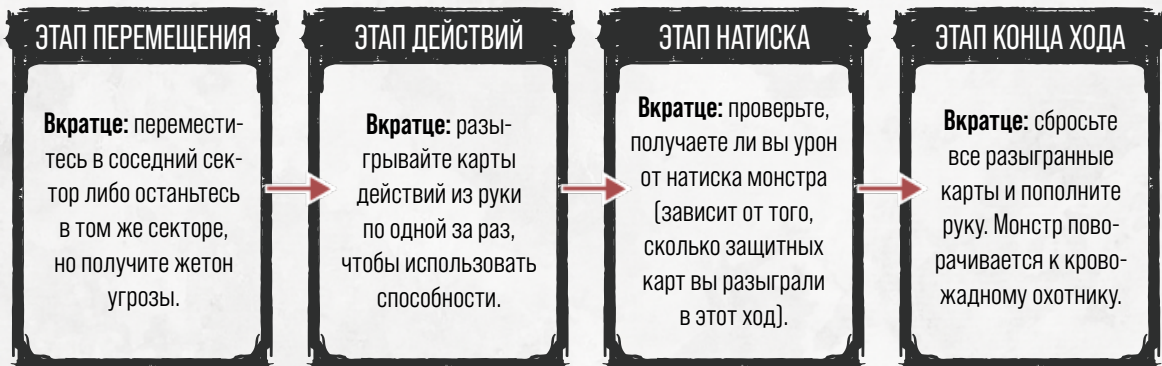 ЭТАП ПЕРЕМЕЩЕНИЯ
Вкратце: перемести-
тесь в соседний сек-
тор либо останьтесь
в том же секторе,
но получите жетон
угрозы.
ЭТАП ДЕЙСТВИЙ
Вкратце: разы-
грывайте карты
действий из руки
по одной за раз,
чтобы использовать
способности.
ЭТАП НАТИСКА
Вкратце: проверьте,
получаете ли вы урон
от натиска монстра
(зависит от того,
сколько защитных
карт вы разыграли
в этот ход).
ЭТАП КОНЦА ХОДА
Вкратце: сбросьте
все разыгранные
карты и пополните
руку. Монстр пово-
рачивается к крово-
жадному охотнику.